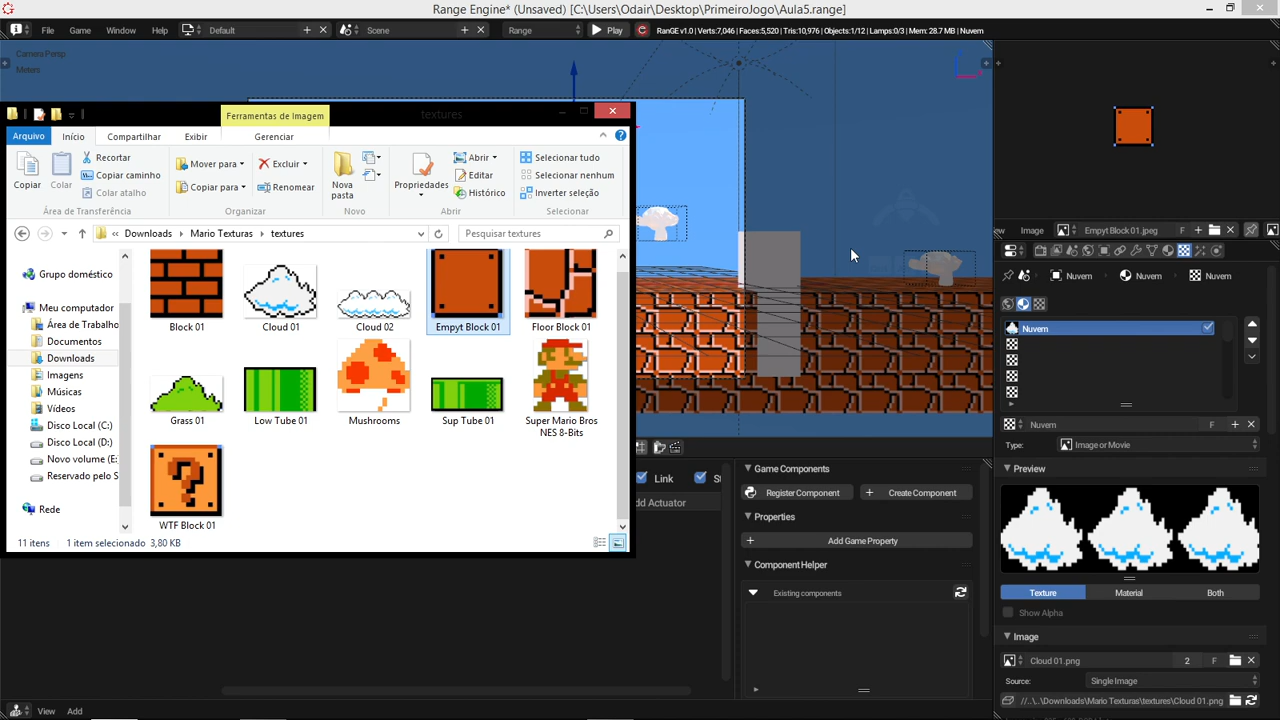 Range Engine* (Unsaved) [C:\Users\Odair\Desktop\PrimeiroJogo\Aula5.range]
File Game Window Help Default Scene Range Play RanGE v1.0 | Verts:7,046 | Faces:5,520 | Tris:10,976 | Objects:1/12 | Lamps:0/3 | Mem: 28.7 MB | Nuvem
Camera Persp
Meters
Ferramentas de Imagem
textures
Arquivo Início Compartilhar Exibir Gerenciar
Copiar
Colar
Recortar
Copiar caminho
Colar atalho
Área de Transferência
Mover para
Copiar para
Excluir
Renomear
Organizar
Nova pasta
Novo
Propriedades
Abrir
Editar
Histórico
Abrir
Selecionar tudo
Selecionar nenhum
Inverter seleção
Selecionar
« Downloads Mario Texturas textures
Pesquisar textures
Grupo doméstico
Meu computador
Área de Trabalho
Documentos
Downloads
Imagens
Músicas
Vídeos
Disco Local (C:)
Disco Local (D:)
Novo volume (E:
Reservado pelo S
Rede
Block 01
Cloud 01
Cloud 02
Empyt Block 01
Floor Block 01
Grass 01
Low Tube 01
Mushrooms
Sup Tube 01
Super Mario Bros
NES 8-Bits
WTF Block 01
11 itens 1 item selecionado 3,80 KB
Link
St
dd Actuator
Game Components
Register Component
Create Component
Properties
Add Game Property
Component Helper
Existing components
View Add
ew Image Empyt Block 01.jpeg F
Nuvem Nuvem Nuvem
Nuvem
Nuvem F
Type: Image or Movie
Preview
Texture Material Both
Show Alpha
Image
Cloud 01.png 2 F
Source: Single Image
//..\..\Downloads\Mario Texturas\textures\Cloud 01.png